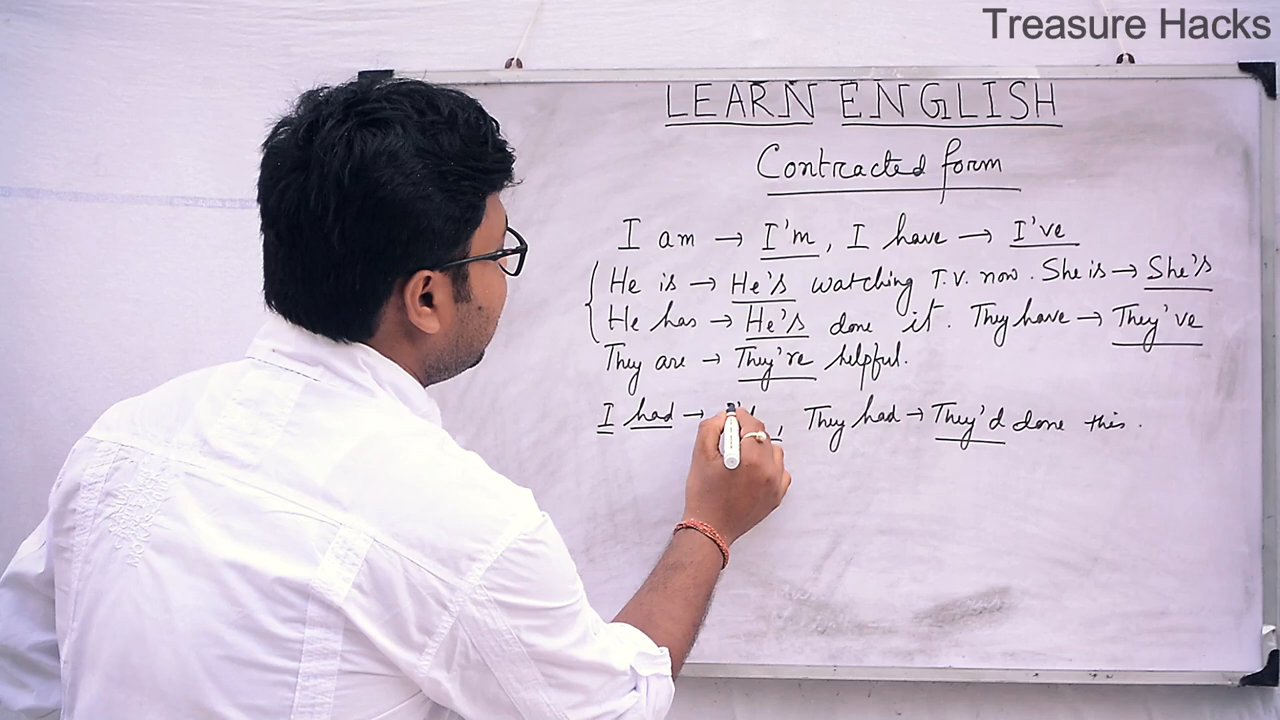 Treasure Hacks
LEARN ENGLISH
Contracted form
I am → I'm, I have → I've
He is → He's watching T.V. now. She is → She's
He has → He's done it. They have → They've
They are → They're helpful.
I had → They had → They'd done this.